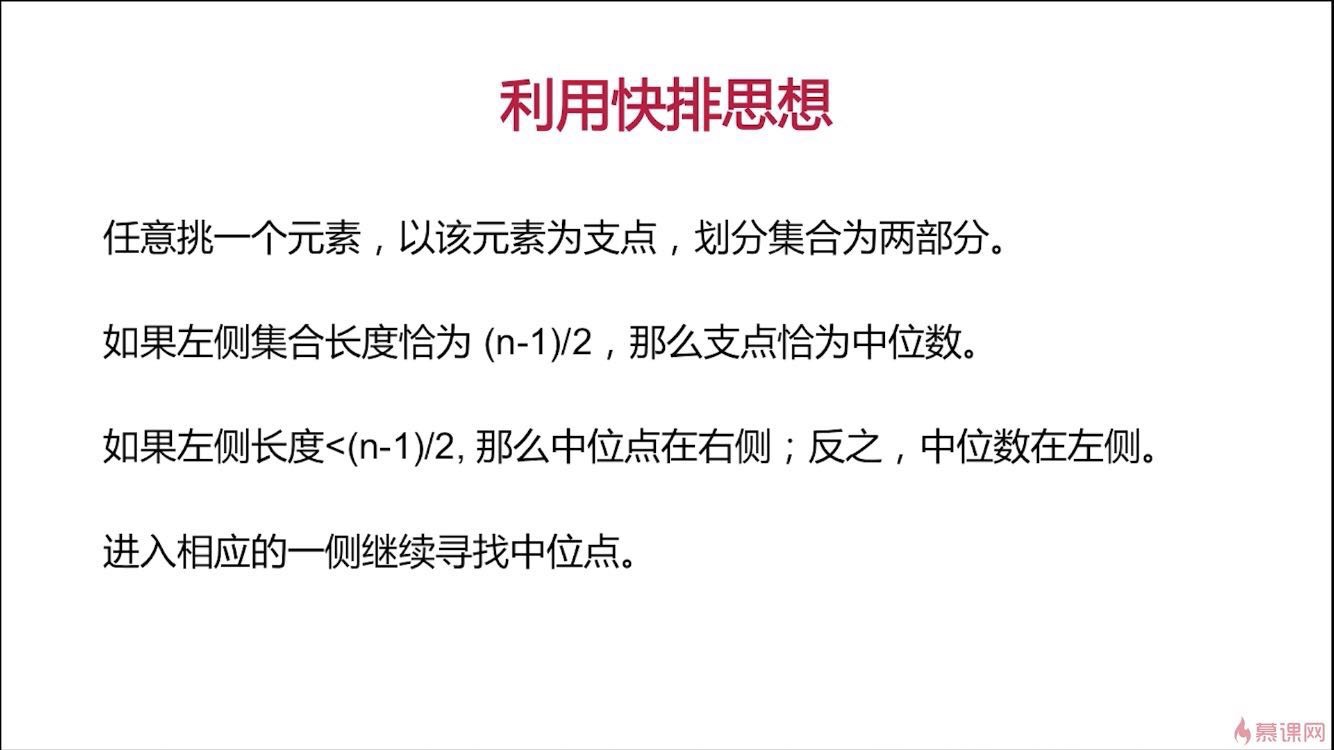 利用快排思想
任意挑一个元素，以该元素为支点，划分集合为两部分。
如果左侧集合长度恰为 (n-1)/2，那么支点恰为中位数。
如果左侧长度<(n-1)/2, 那么中位点在右侧；反之，中位数在左侧。
进入相应的一侧继续寻找中位点。
慕课网